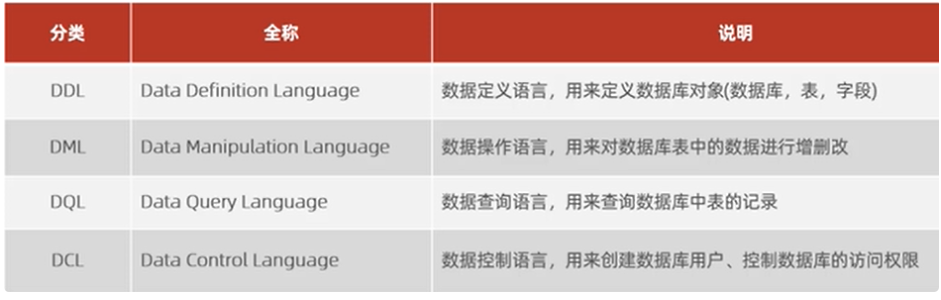 分类 全称 说明
DDL Data Definition Language 数据定义语言，用来定义数据库对象(数据库，表，字段)
DML Data Manipulation Language 数据操作语言，用来对数据库表中的数据进行增删改
DQL Data Query Language 数据查询语言，用来查询数据库中表的记录
DCL Data Control Language 数据控制语言，用来创建数据库用户、控制数据库的访问权限